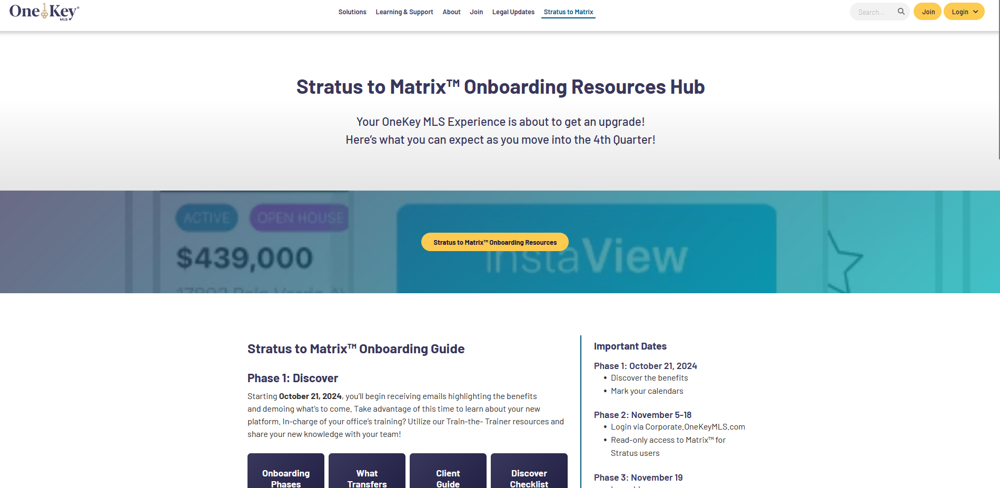 One Key®
MLS
Solutions Learning & Support About Join Legal Updates Stratus to Matrix
Search...
Join
Login
Stratus to Matrix™ Onboarding Resources Hub
Your OneKey MLS Experience is about to get an upgrade!
Here's what you can expect as you move into the 4th Quarter!
ACTIVE
OPEN HOUSE
$439,000
Stratus to Matrix™ Onboarding Resources
instaView
Stratus to Matrix™ Onboarding Guide
Phase 1: Discover
Starting October 21, 2024, you'll begin receiving emails highlighting the benefits
and demoing what's to come. Take advantage of this time to learn about your new
platform. In-charge of your office's training? Utilize our Train-the- Trainer resources and
share your new knowledge with your team!
Onboarding
Phases
What
Transfers
Client
Guide
Discover
Checklist
Important Dates
Phase 1: October 21, 2024
• Discover the benefits
• Mark your calendars
Phase 2: November 5-18
• Login via Corporate.OneKeyMLS.com
• Read-only access to Matrix™ for
Stratus users
Phase 3: November 19